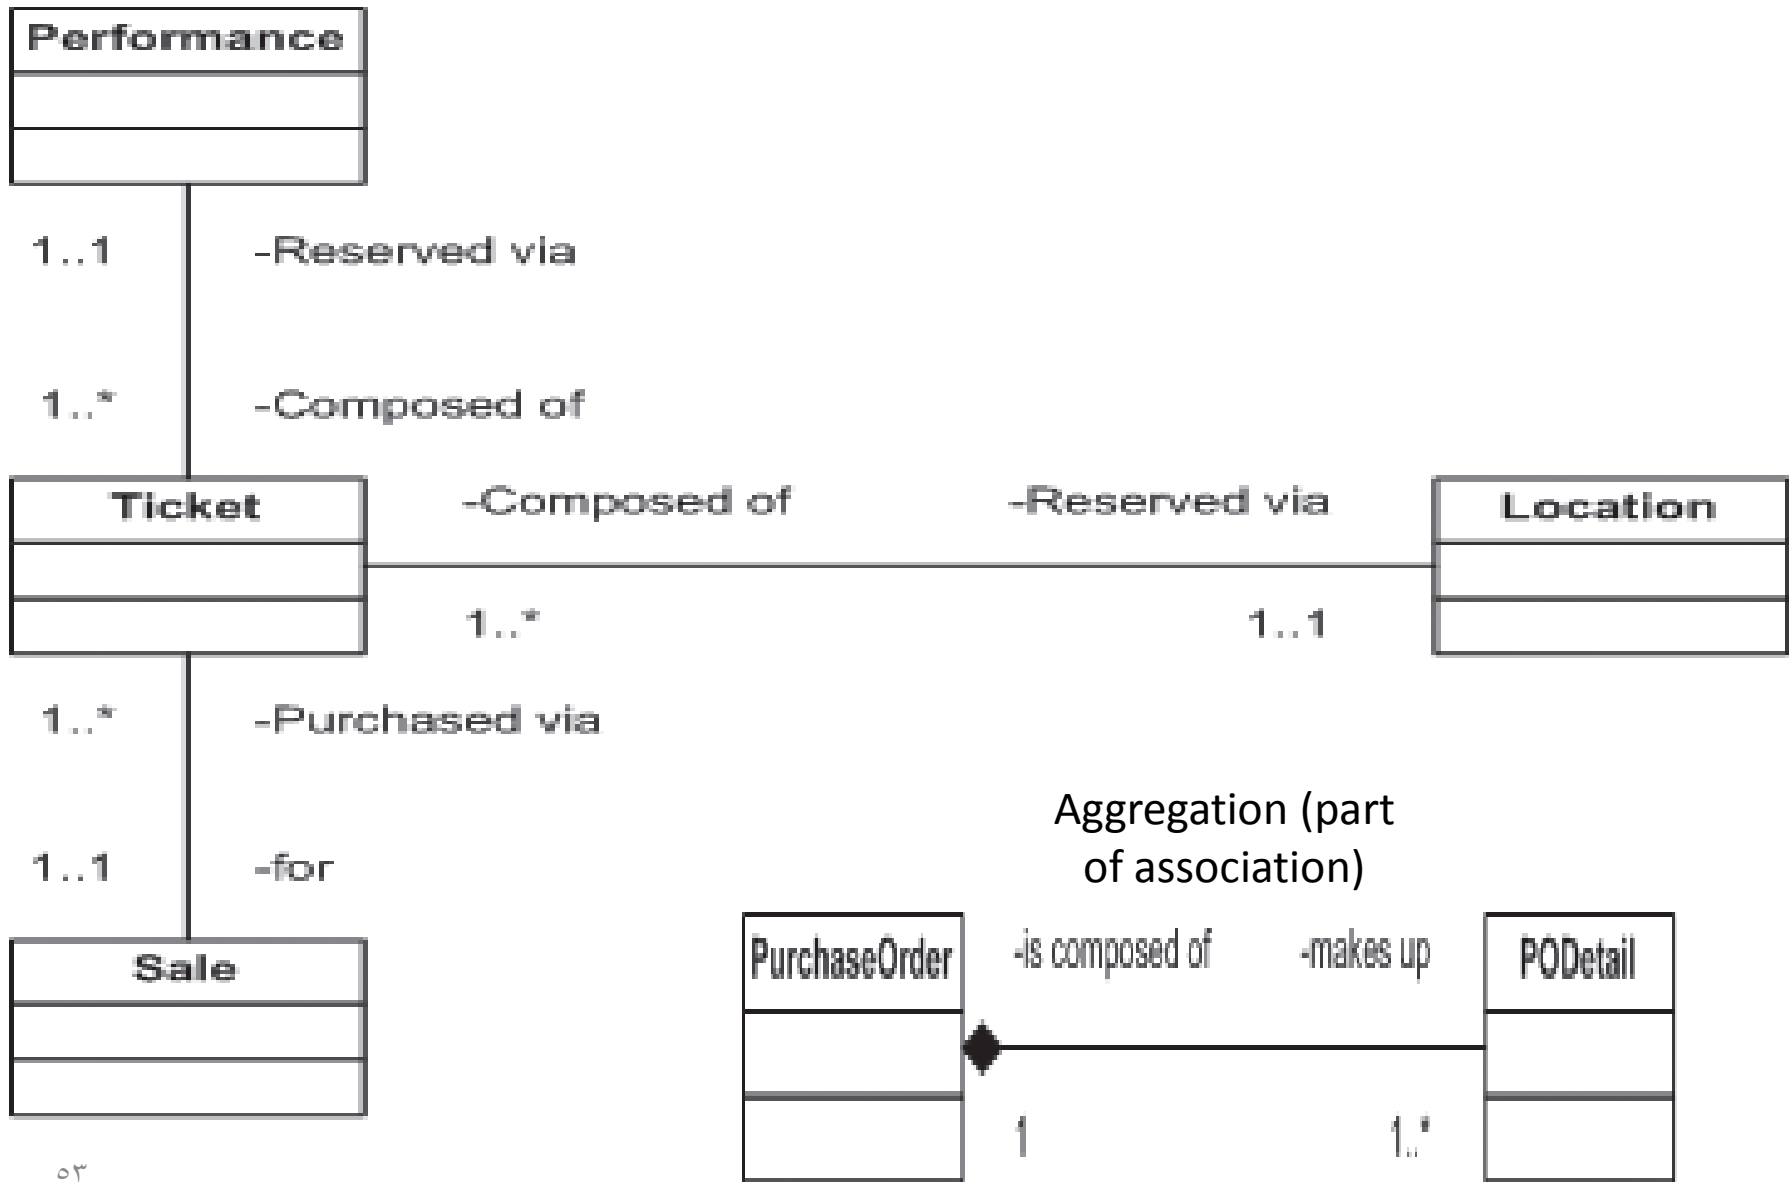 Performance
1..1 -Reserved via
1..* -Composed of
Ticket -Composed of -Reserved via Location
1..* 1..1
1..* -Purchased via
Aggregation (part
of association)
1..1 -for
PurchaseOrder -is composed of -makes up PODetail
Sale
1 1..*
۵۳